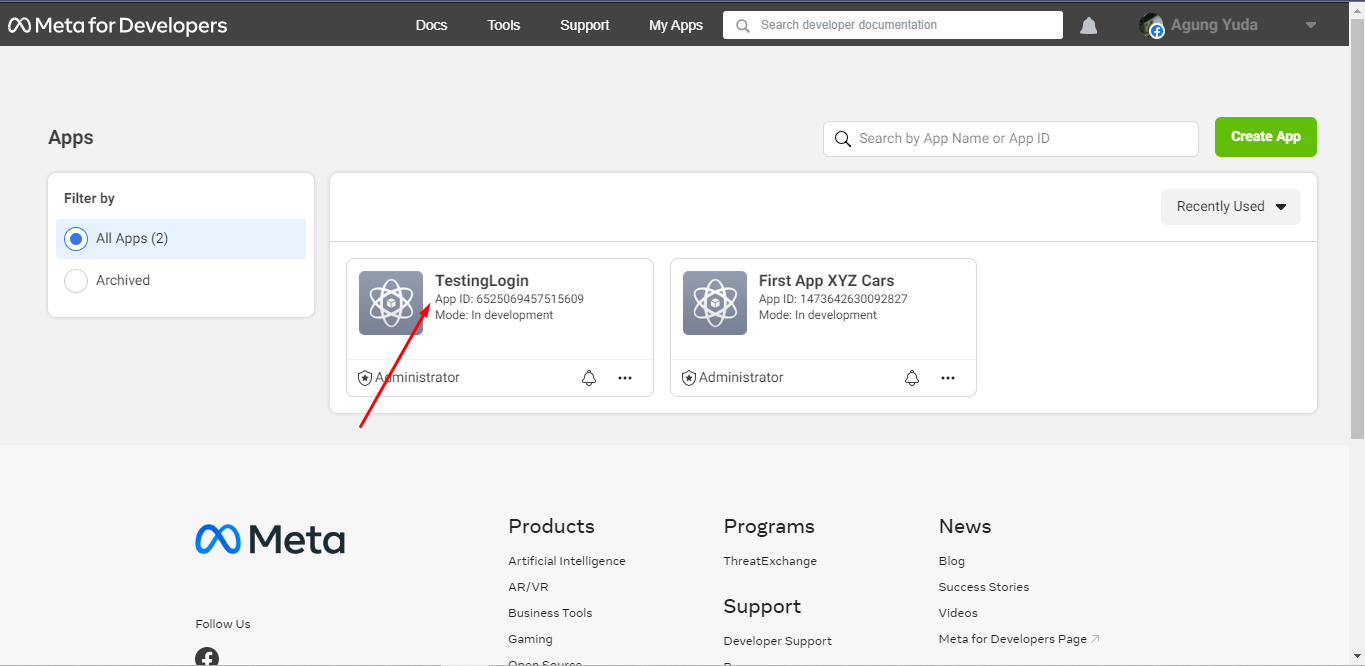 Meta for Developers
Docs
Tools
Support
My Apps
Search developer documentation
Agung Yuda
Apps
Search by App Name or App ID
Create App
Filter by
All Apps (2)
Archived
Recently Used
TestingLogin
App ID: 6525069457515609
Mode: In development
Administrator
First App XYZ Cars
App ID: 1473642630092827
Mode: In development
Administrator
Meta
Follow Us
Products
Artificial Intelligence
AR/VR
Business Tools
Gaming
Open Source
Programs
ThreatExchange
Support
Developer Support
News
Blog
Success Stories
Videos
Meta for Developers Page